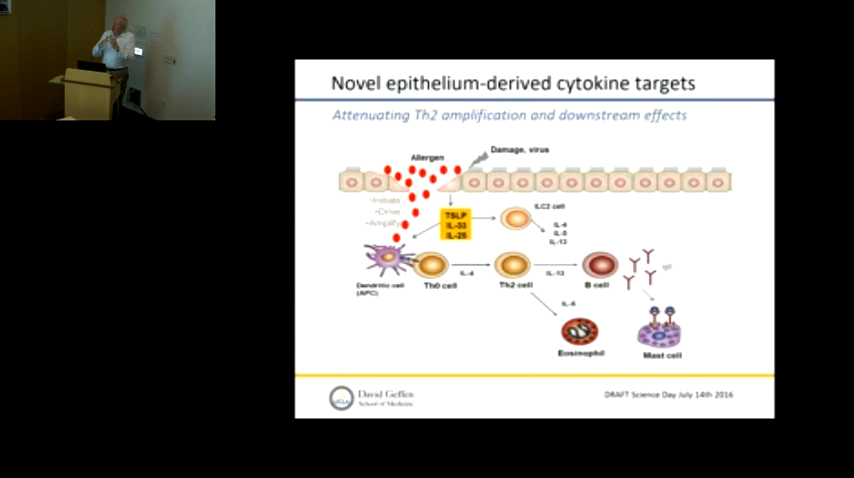 Novel epithelium-derived cytokine targets
Attenuating Th2 amplification and downstream effects
Allergen
Damage, virus
•Initiate
•Drive
•Amplify
TSLP
IL-33
IL-25
ILC2 cell
IL-4
IL-5
IL-13
Dendritic cell
(APC)
Th0 cell
IL-4
Th2 cell
IL-13
B cell
IgE
IL-5
Eosinophil
Mast cell
UCLA
David Geffen
School of Medicine
DRAFT Science Day July 14th 2016